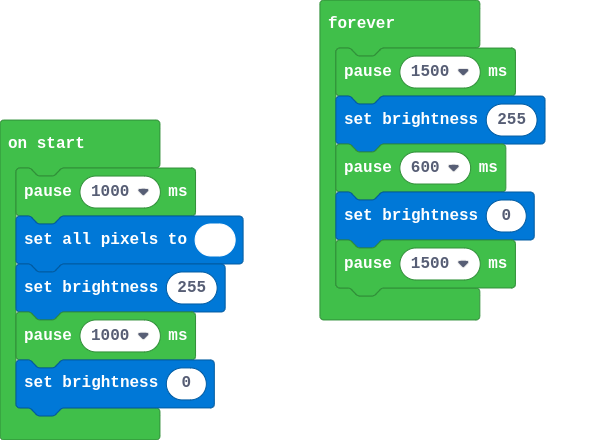 on start
pause 1000 ms
set all pixels to
set brightness 255
pause 1000 ms
set brightness 0
forever
pause 1500 ms
set brightness 255
pause 600 ms
set brightness 0
pause 1500 ms